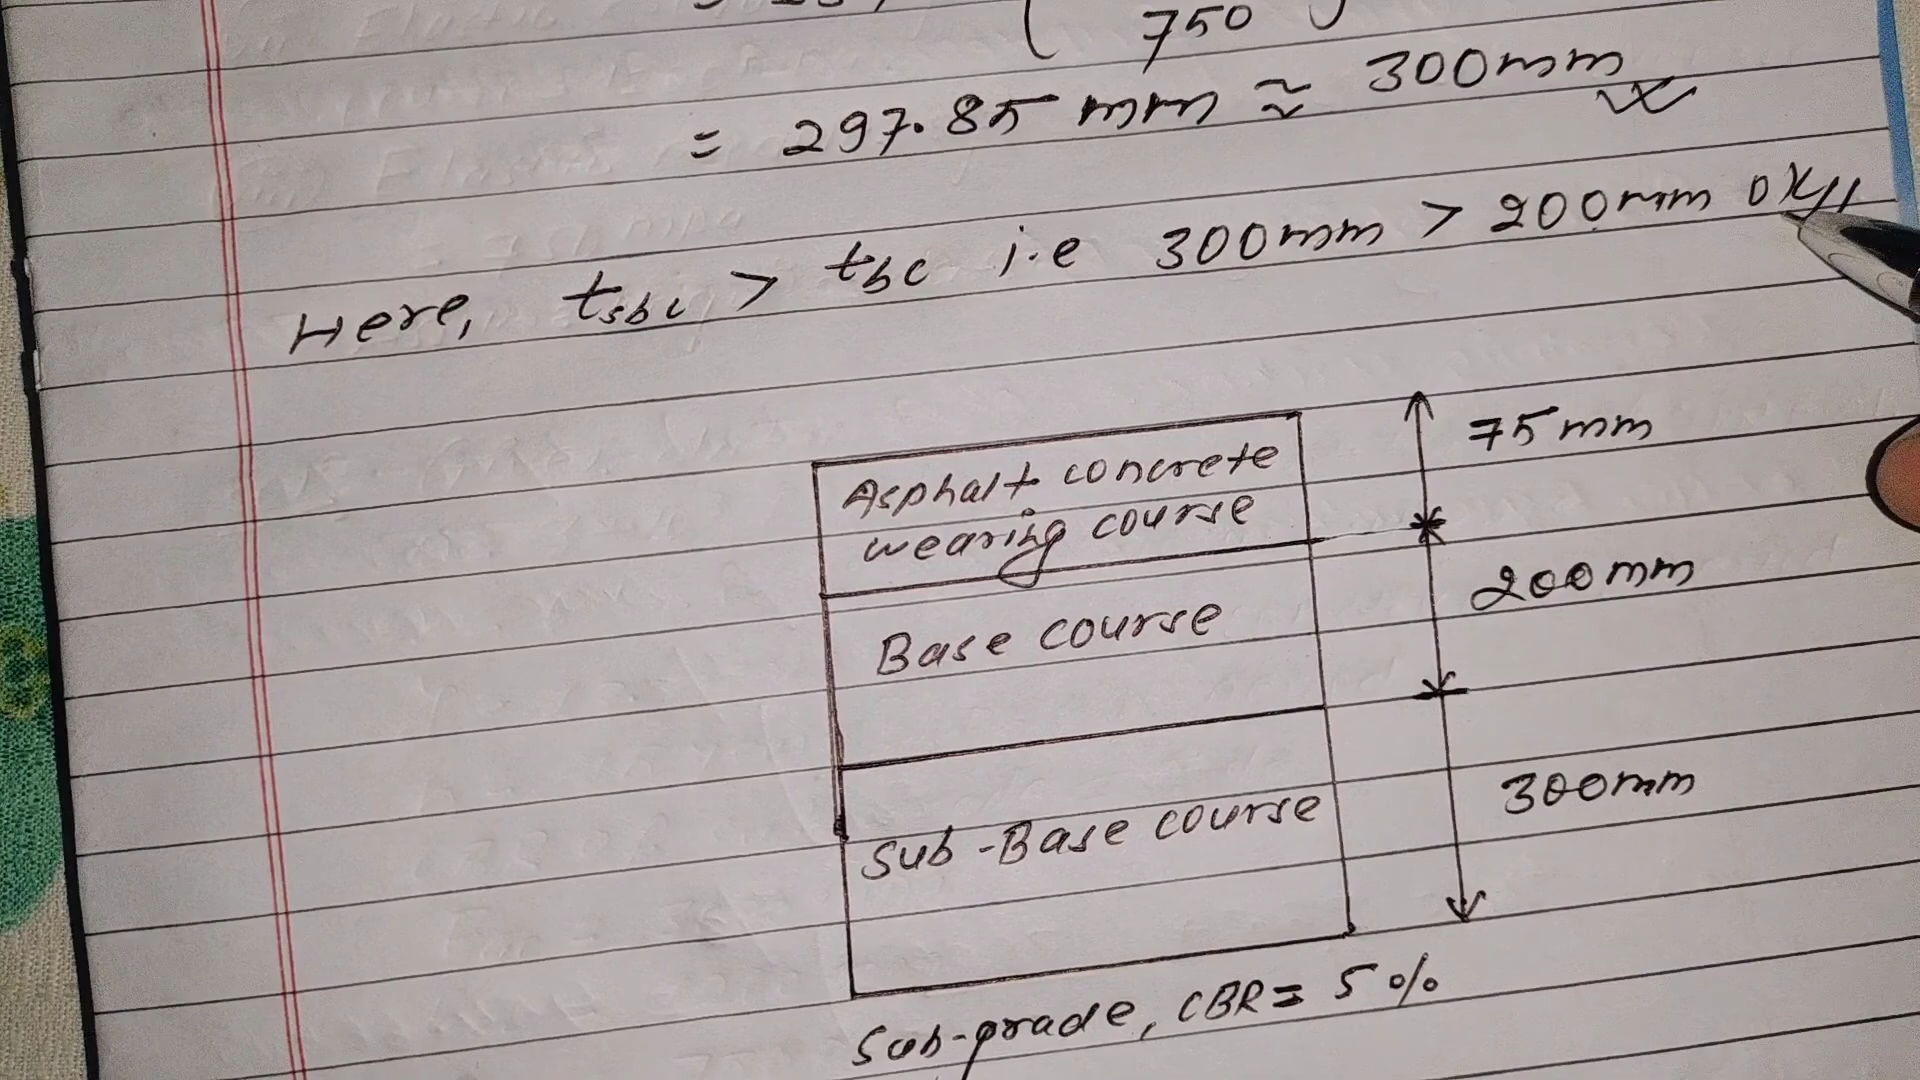 750
= 297.85 mm ≈ 300mm
Here, tsbc > tbc i.e 300mm > 200mm OK//
Asphalt concrete
wearing course
75mm
Base course
200mm
Sub-Base course
300mm
Sub-grade, CBR = 5%